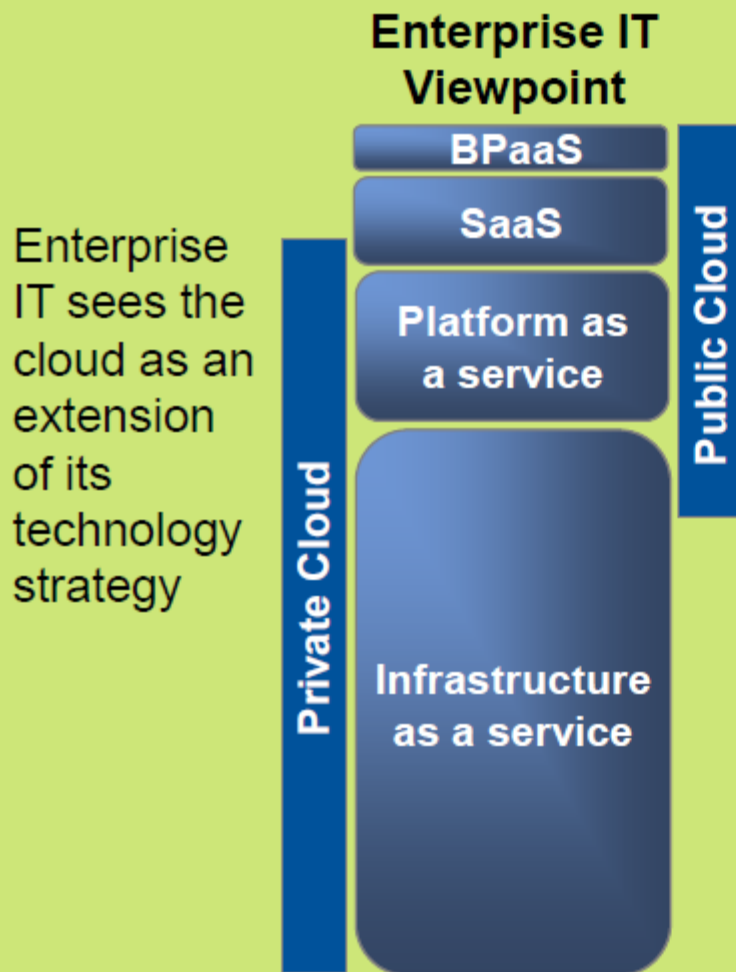 Enterprise IT
Viewpoint
BPaaS
SaaS
Platform as
a service
Infrastructure
as a service
Enterprise
IT sees the
cloud as an
extension
of its
technology
strategy
Private Cloud
Public Cloud